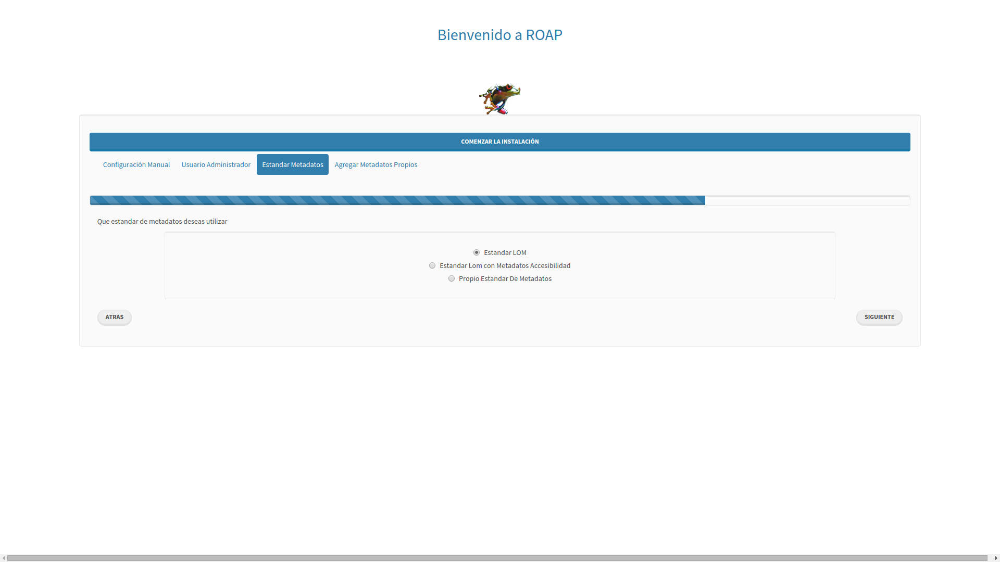 Bienvenido a ROAP
COMENZAR LA INSTALACIÓN
Configuración Manual Usuario Administrador Estandar Metadatos Agregar Metadatos Propios
Que estandar de metadatos deseas utilizar
Estandar LOM
Estandar Lom con Metadatos Accesibilidad
Propio Estandar De Metadatos
ATRAS SIGUIENTE